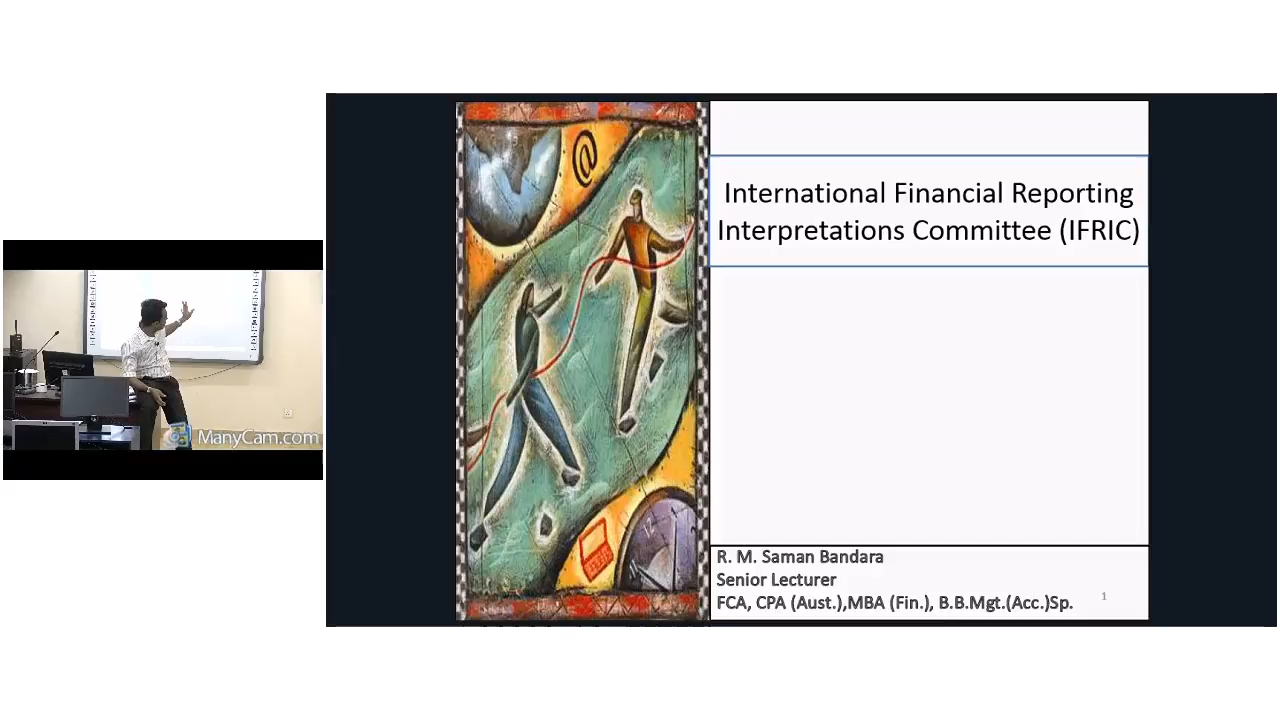 International Financial Reporting
Interpretations Committee (IFRIC)
@
R. M. Saman Bandara
Senior Lecturer
FCA, CPA (Aust.),MBA (Fin.), B.B.Mgt.(Acc.)Sp.
1
ManyCam.com